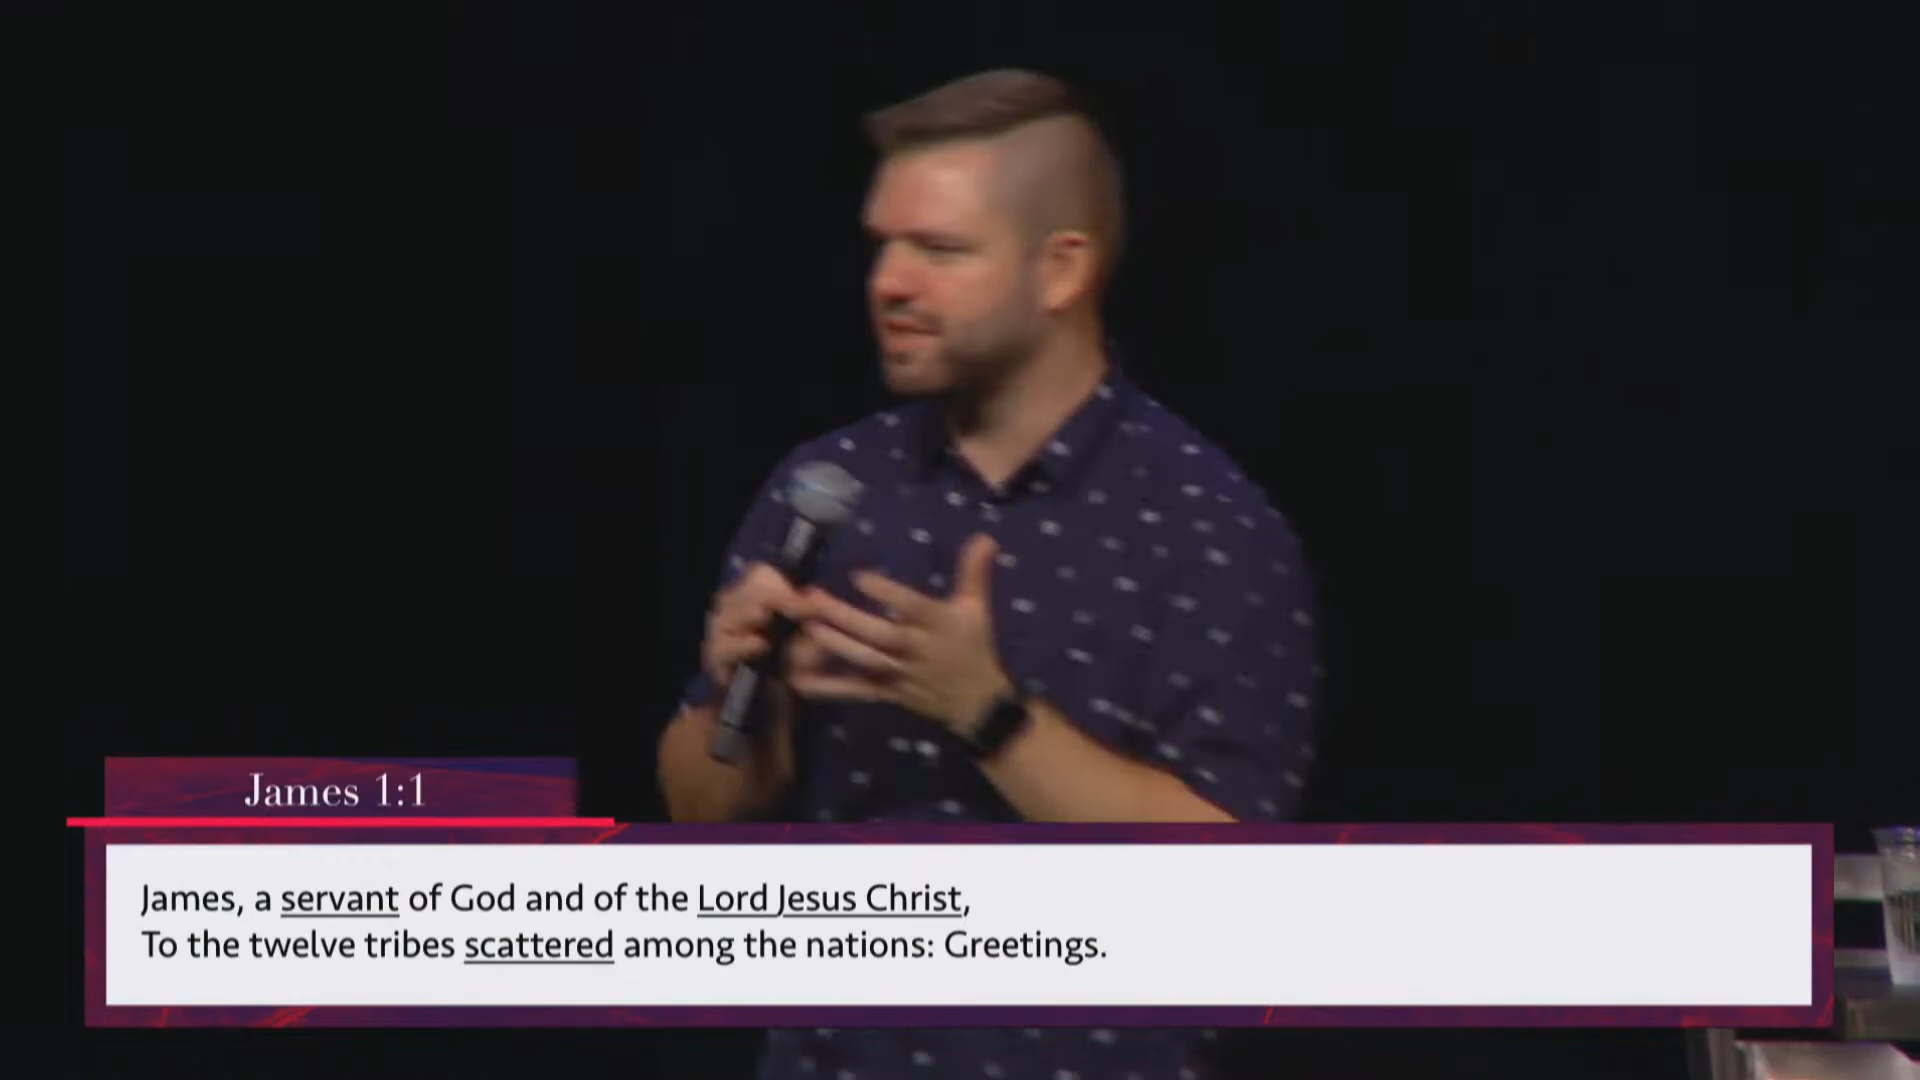 James 1:1
James, a servant of God and of the Lord Jesus Christ,
To the twelve tribes scattered among the nations: Greetings.